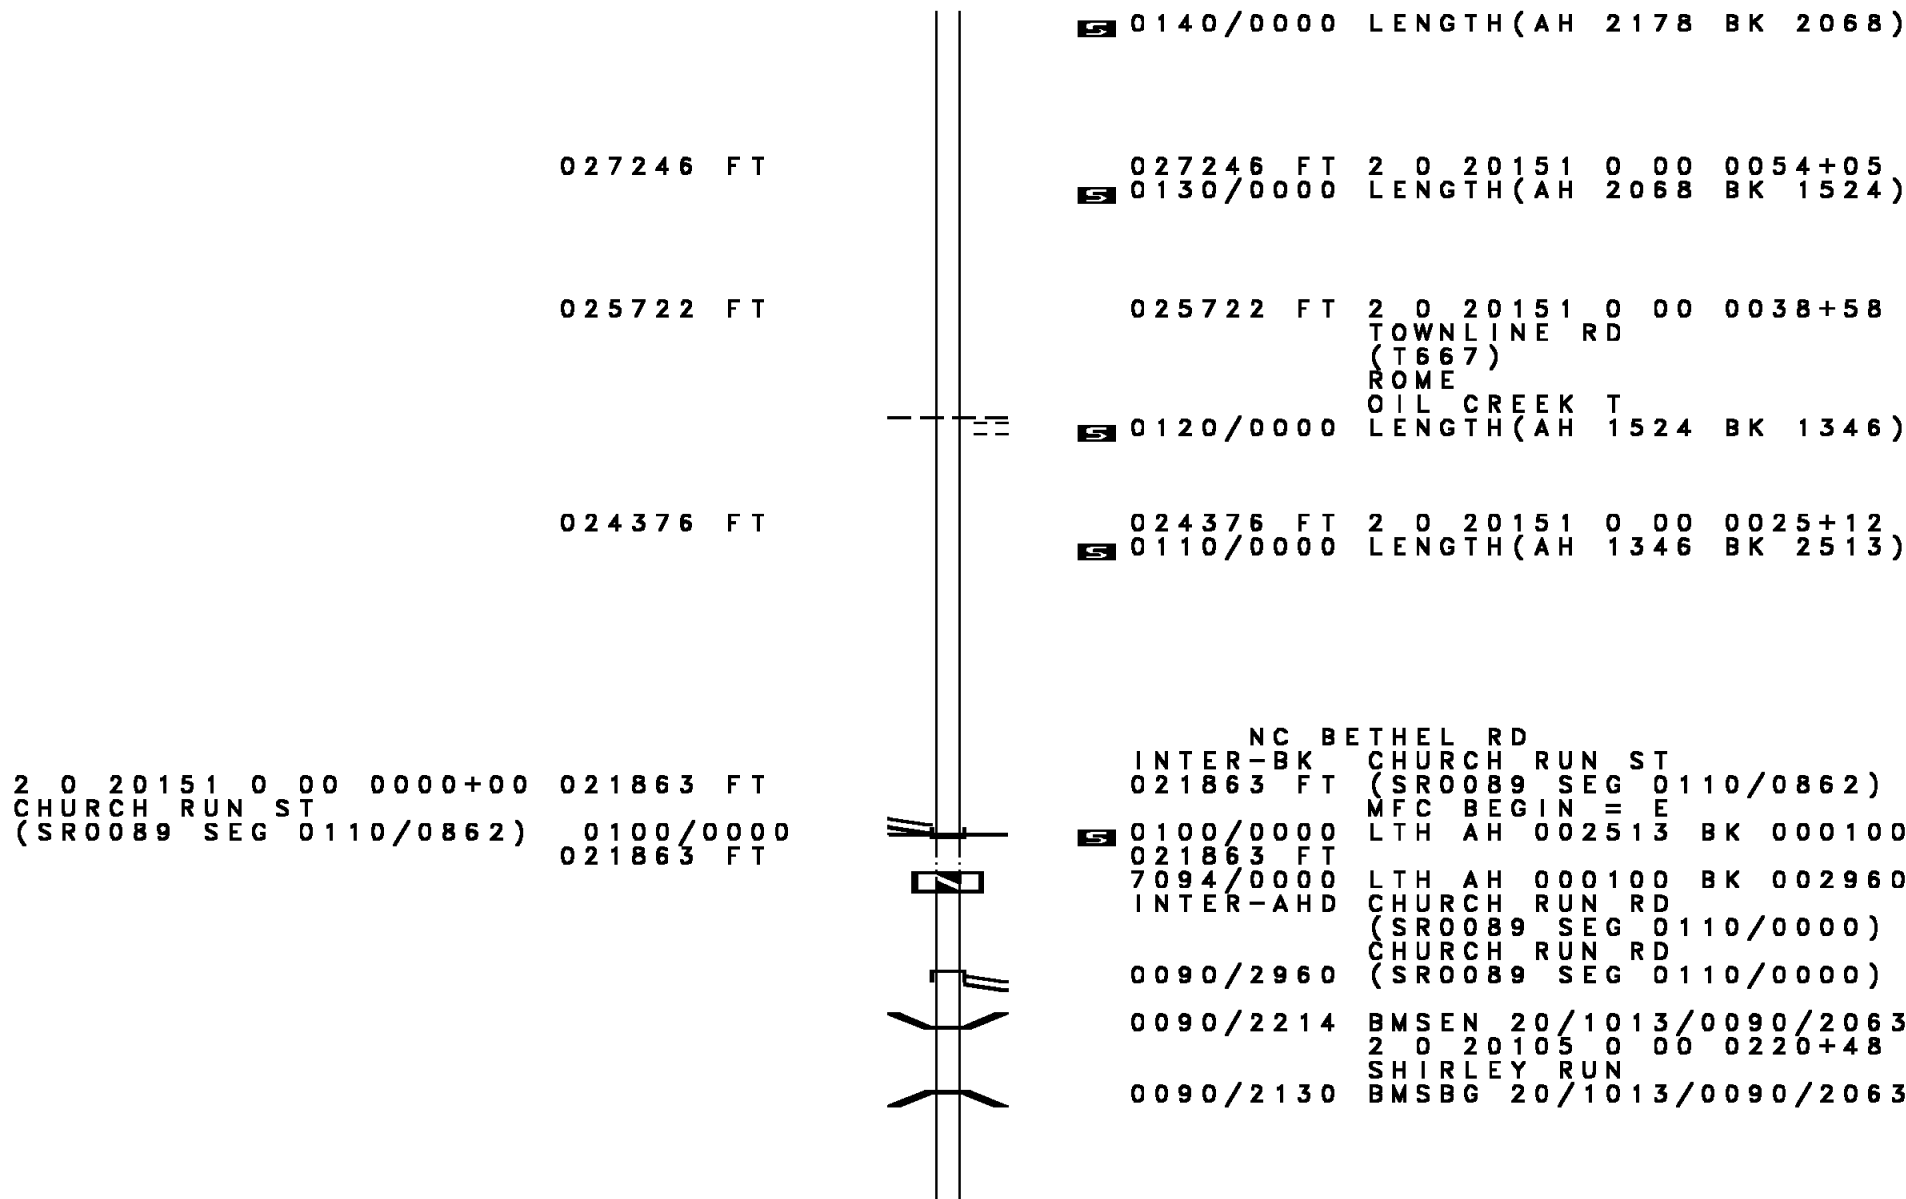 S 0140/0000 LENGTH(AH 2178 BK 2068)
027246 FT 027246 FT 2 0 20151 0 00 0054+05
S 0130/0000 LENGTH(AH 2068 BK 1524)
025722 FT 025722 FT 2 0 20151 0 00 0038+58
TOWNLINE RD
(T667)
ROME
OIL CREEK T
S 0120/0000 LENGTH(AH 1524 BK 1346)
024376 FT 024376 FT 2 0 20151 0 00 0025+12
S 0110/0000 LENGTH(AH 1346 BK 2513)
NC BETHEL RD
INTER-BK CHURCH RUN ST
2 0 20151 0 00 0000+00 021863 FT 021863 FT (SR0089 SEG 0110/0862)
CHURCH RUN ST MFC BEGIN = E
(SR0089 SEG 0110/0862) 0100/0000 S 0100/0000 LTH AH 002513 BK 000100
021863 FT 021863 FT
7094/0000 LTH AH 000100 BK 002960
INTER-AHD CHURCH RUN RD
(SR0089 SEG 0110/0000)
CHURCH RUN RD
0090/2960 (SR0089 SEG 0110/0000)
0090/2214 BMSEN 20/1013/0090/2063
2 0 20105 0 00 0220+48
SHIRLEY RUN
0090/2130 BMSBG 20/1013/0090/2063